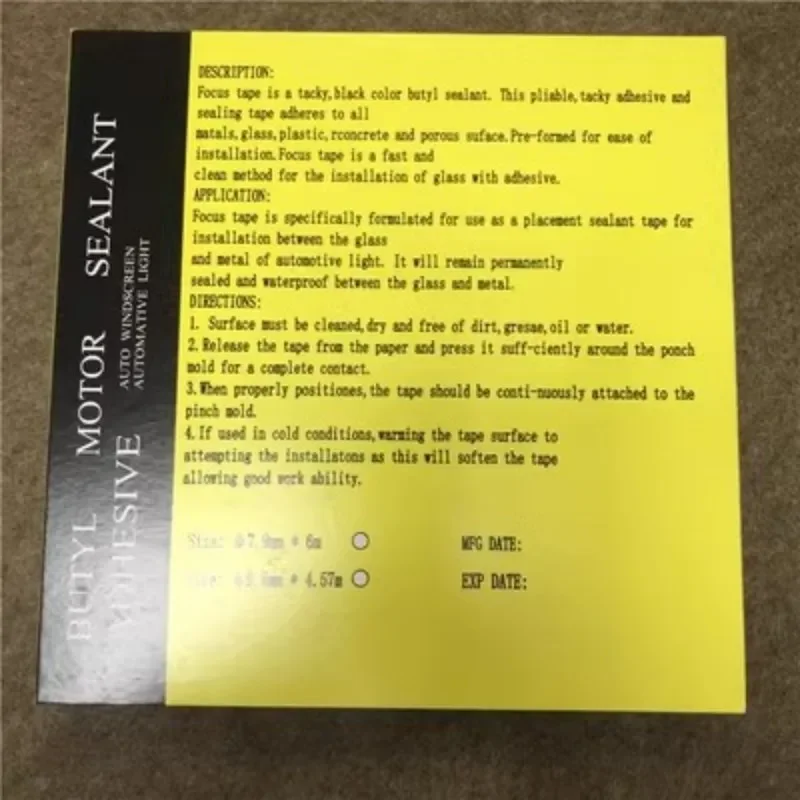 BUTYL MOTOR SEALANT
ADHESIVE AUTO WINDSCREEN
AUTOMATIVE LIGHT
DESCRIPTION:
Focus tape is a tacky,black color butyl sealant. This pliable,tacky adhesive and
sealing tape adheres to all
matals,glass,plastic,rconcrete and porous suface.Pre-formed for ease of
installation.Focus tape is a fast and
clean method for the installation of glass with adhesive.
APPLICATION:
Focus tape is specifically formulated for use as a placement sealant tape for
installation between the glass
and metal of automotive light. It will remain permanently
sealed and waterproof between the glass and metal.
DIRECTIONS:
1. Surface must be cleaned,dry and free of dirt,gresae,oil or water.
2.Release the tape from the paper and press it suff-ciently around the ponch
mold for a complete contact.
3.When properly positiones,the tape should be conti-nuously attached to the
pinch mold.
4.If used in cold conditions,warming the tape surface to
attempting the installatons as this will soften the tape
allowing good work ability.
Size: Φ7.9mm * 6m
MFG DATE:
Size: * 4.57m
EXP DATE: